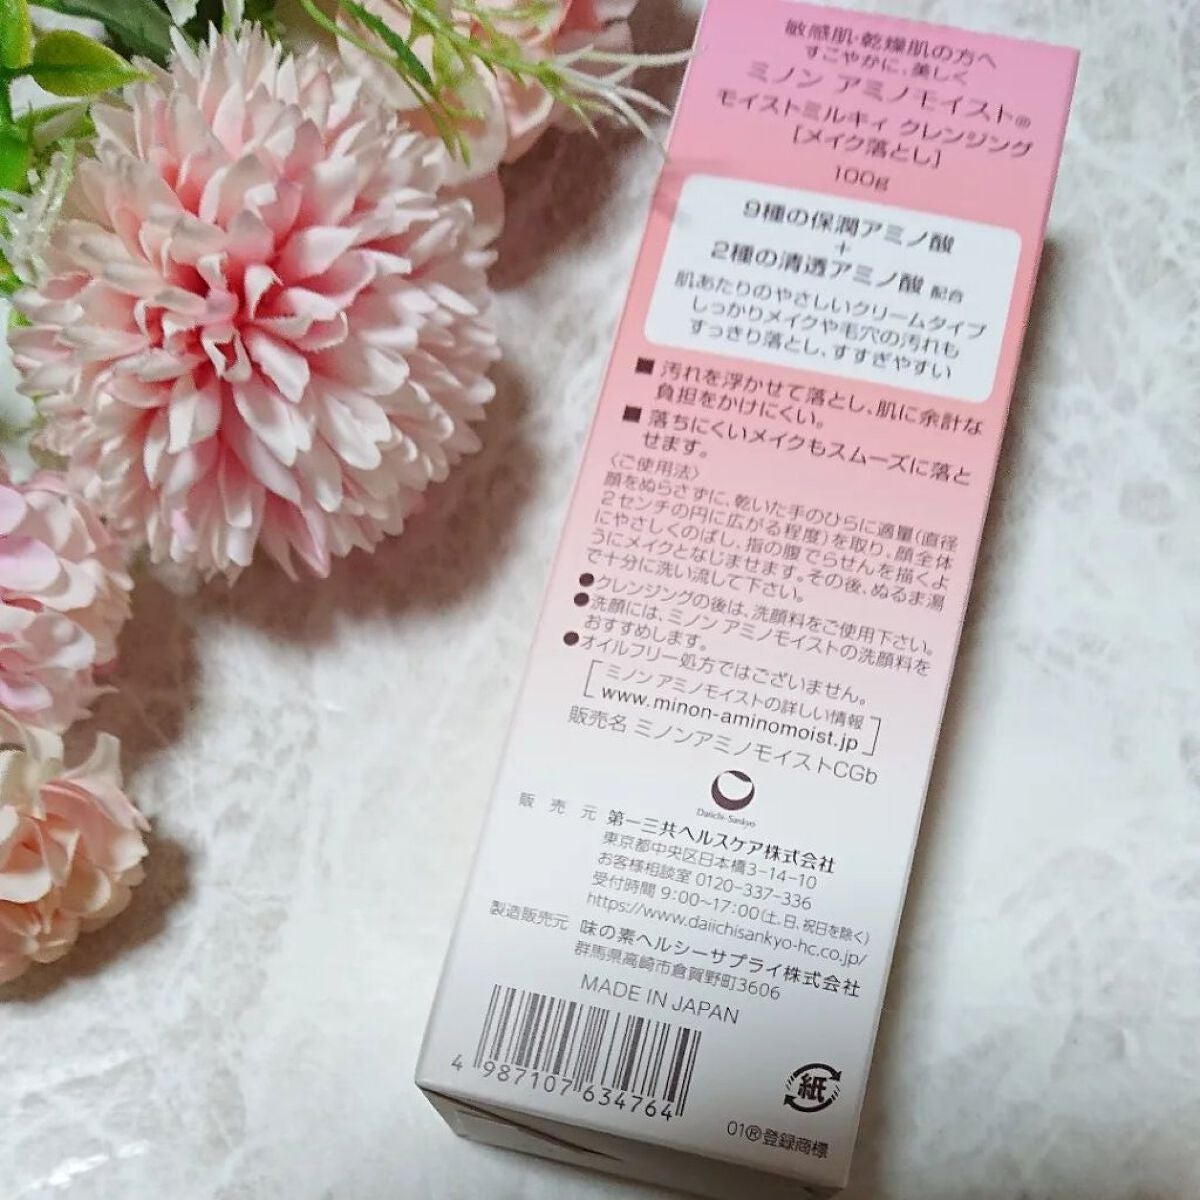 敏感肌・乾燥肌の方へ
すこやかに、美しく
ミノン アミノモイスト®
モイストミルキィ クレンジング
[メイク落とし]
100g
9種の保潤アミノ酸
+
2種の清透アミノ酸 配合
肌あたりのやさしいクリームタイプ
しっかりメイクや毛穴の汚れも
すっきり落とし、すすぎやすい
■ 汚れを浮かせて落とし、肌に余計な
負担をかけにくい。
■ 落ちにくいメイクもスムーズに落と
せます。
〈ご使用法〉
顔をぬらさずに、乾いた手のひらに適量(直径
2センチの円に広がる程度)を取り、顔全体
にやさしくのばし、指の腹でらせんを描くよ
うにメイクとなじませます。その後、ぬるま湯
で十分に洗い流して下さい。
●クレンジングの後は、洗顔料をご使用下さい。
●洗顔には、ミノン アミノモイストの洗顔料を
おすすめします。
●オイルフリー処方ではございません。
[ミノン アミノモイストの詳しい情報
www.minon-aminomoist.jp]
販売名 ミノンアミノモイストCGb
Daiichi-Sankyo
販売元 第一三共ヘルスケア株式会社
東京都中央区日本橋3-14-10
お客様相談室 0120-337-336
受付時間 9:00~17:00(土、日、祝日を除く)
https://www.daiichisankyo-hc.co.jp/
製造販売元 味の素ヘルシーサプライ株式会社
群馬県高崎市倉賀野町3606
MADE IN JAPAN
4 987107 634764
紙
01®登録商標